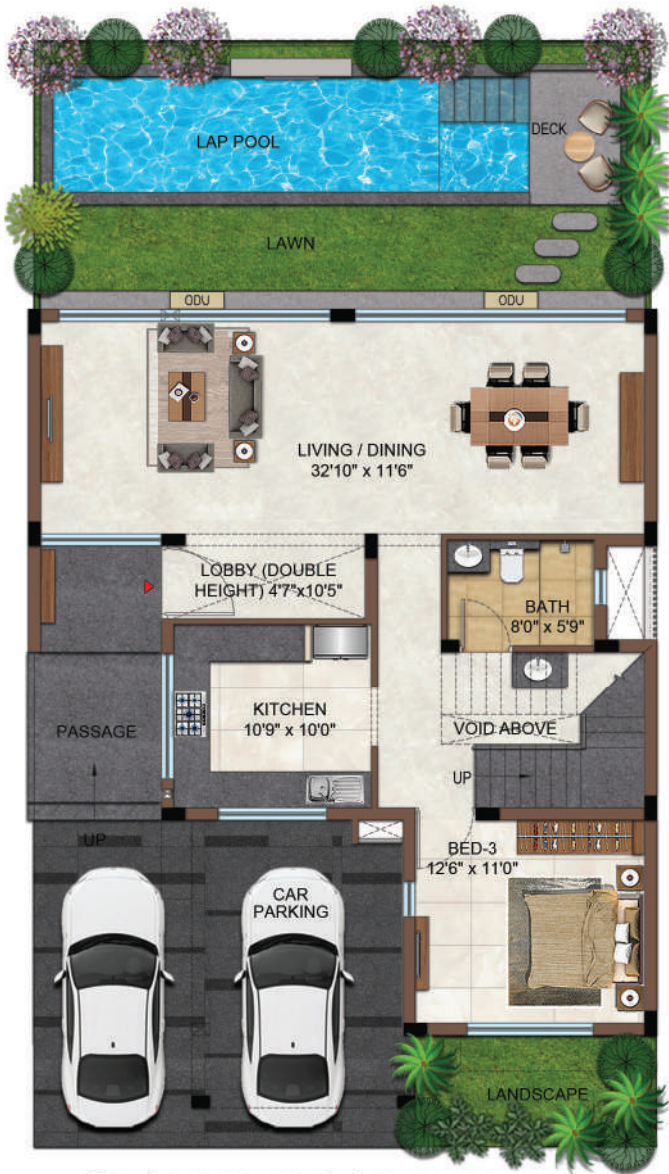 LAP POOL
DECK
LAWN
ODU
ODU
LIVING / DINING
32'10" x 11'6"
LOBBY (DOUBLE
HEIGHT) 4'7"x10'5"
BATH
8'0" x 5'9"
KITCHEN
10'9" x 10'0"
PASSAGE
VOID ABOVE
UP
UP
BED-3
12'6" x 11'0"
CAR
PARKING
LANDSCAPE